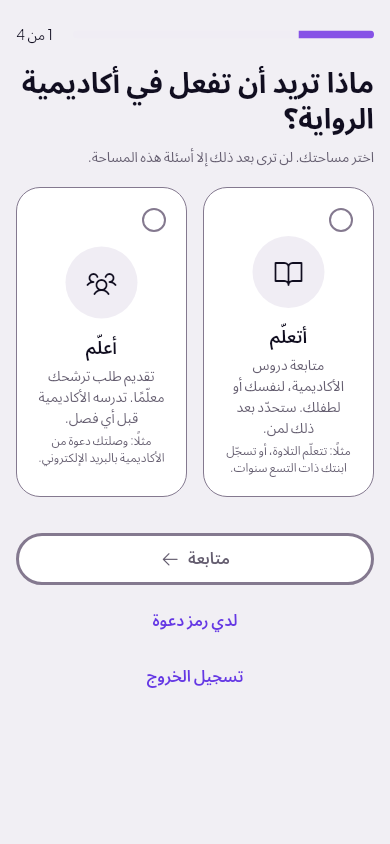 1 من 4
ماذا تريد أن تفعل في أكاديمية
الرواية؟
اختر مساحتك. لن ترى بعد ذلك إلا أسئلة هذه المساحة.
أتعلّم
متابعة دروس
الأكاديمية، لنفسك أو
لطفلك. ستحدّد بعد
ذلك لمن.
مثلًا: تتعلّم التلاوة، أو تسجّل
ابنتك ذات التسع سنوات.
أعلّم
تقديم طلب ترشحك
معلّمًا. تدرسه الأكاديمية
قبل أي فصل.
مثلًا: وصلتك دعوة من
الأكاديمية بالبريد الإلكتروني.
متابعة ←
لدي رمز دعوة
تسجيل الخروج